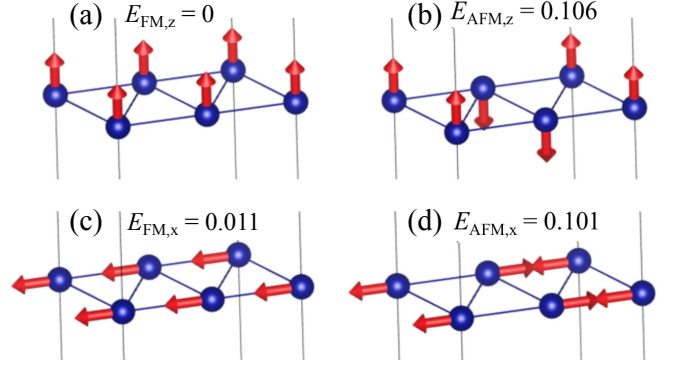 (a) E_FM,z = 0
(b) E_AFM,z = 0.106
(c) E_FM,x = 0.011
(d) E_AFM,x = 0.101